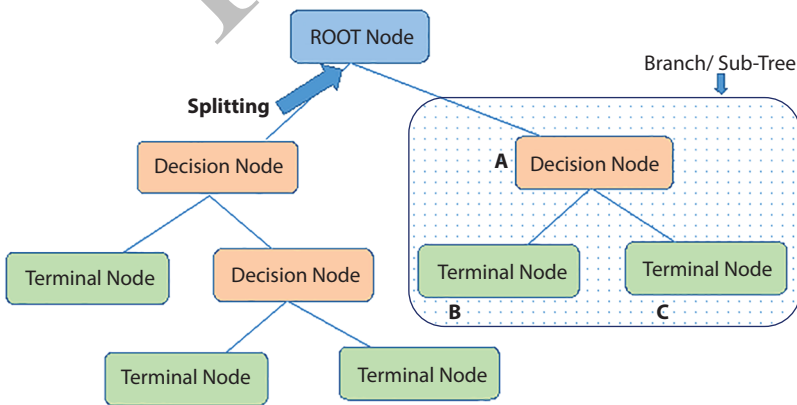 ROOT Node
Branch/ Sub-Tree
Splitting
A
Decision Node
Decision Node
Terminal Node
Decision Node
Terminal Node
Terminal Node
B
C
Terminal Node
Terminal Node